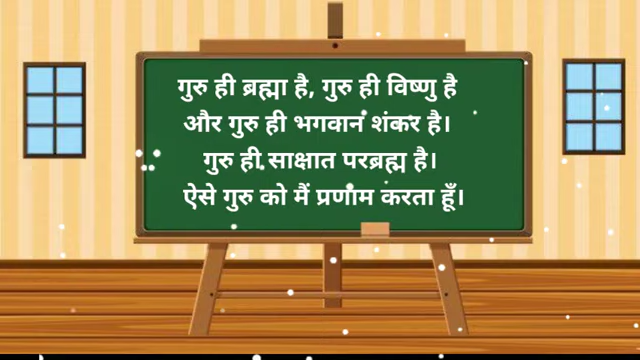 गुरु ही ब्रह्मा है, गुरु ही विष्णु है
और गुरु ही भगवान शंकर है।
गुरु ही साक्षात परब्रह्म है।
ऐसे गुरु को मैं प्रणाम करता हूँ।